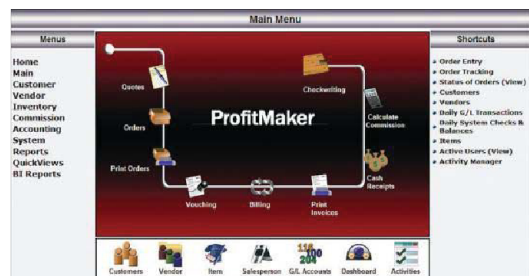 Main Menu
Menus
Home
Main
Customer
Vendor
Inventory
Commission
Accounting
System
Reports
QuickViews
BI Reports
Quotes
Orders
Print Orders
Vouching
Billing
Print
Invoices
Cash
Receipts
Calculate
Commission
Checkwriting
ProfitMaker
Shortcuts
Order Entry
Order Tracking
Status of Orders (View)
Customers
Vendors
Daily G/L Transactions
Daily System Checks &
Balances
Items
Active Users (View)
Activity Manager
Customers
Vendor
Item
Salesperson
G/L Accounts
Dashboard
Activities